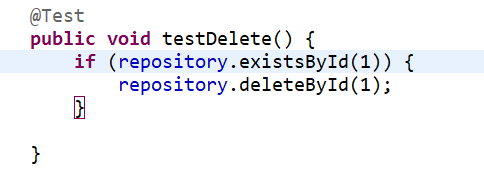 @Test
public void testDelete() {
    if (repository.existsById(1)) {
        repository.deleteById(1);
    }
}